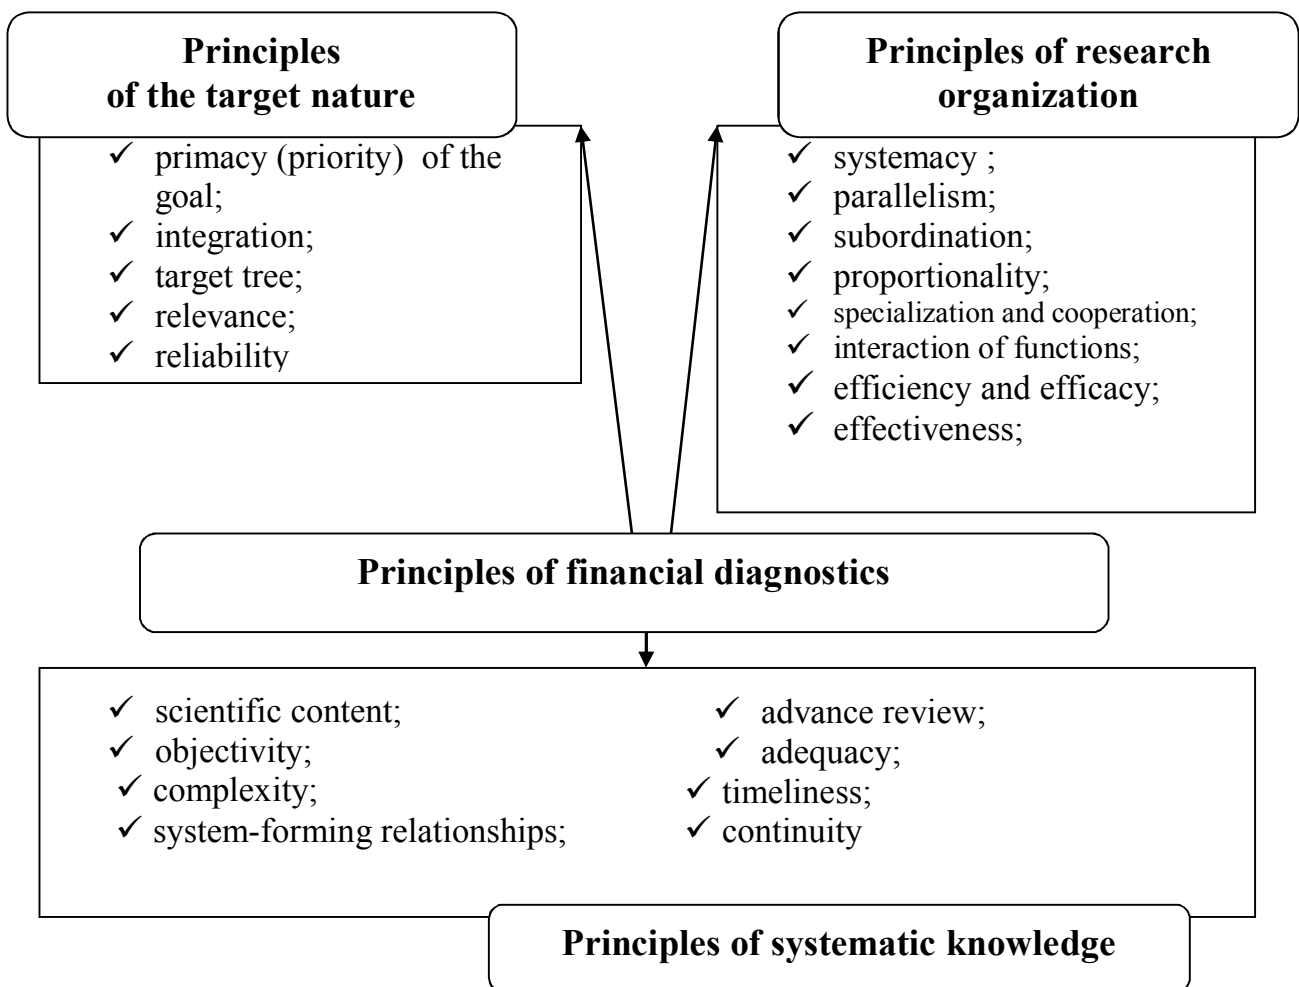 Principles
of the target nature
✓ primacy (priority) of the
goal;
✓ integration;
✓ target tree;
✓ relevance;
✓ reliability
Principles of research
organization
✓ systemacy ;
✓ parallelism;
✓ subordination;
✓ proportionality;
✓ specialization and cooperation;
✓ interaction of functions;
✓ efficiency and efficacy;
✓ effectiveness;
Principles of financial diagnostics
✓ scientific content;
✓ objectivity;
✓ complexity;
✓ system-forming relationships;
✓ advance review;
✓ adequacy;
✓ timeliness;
✓ continuity
Principles of systematic knowledge